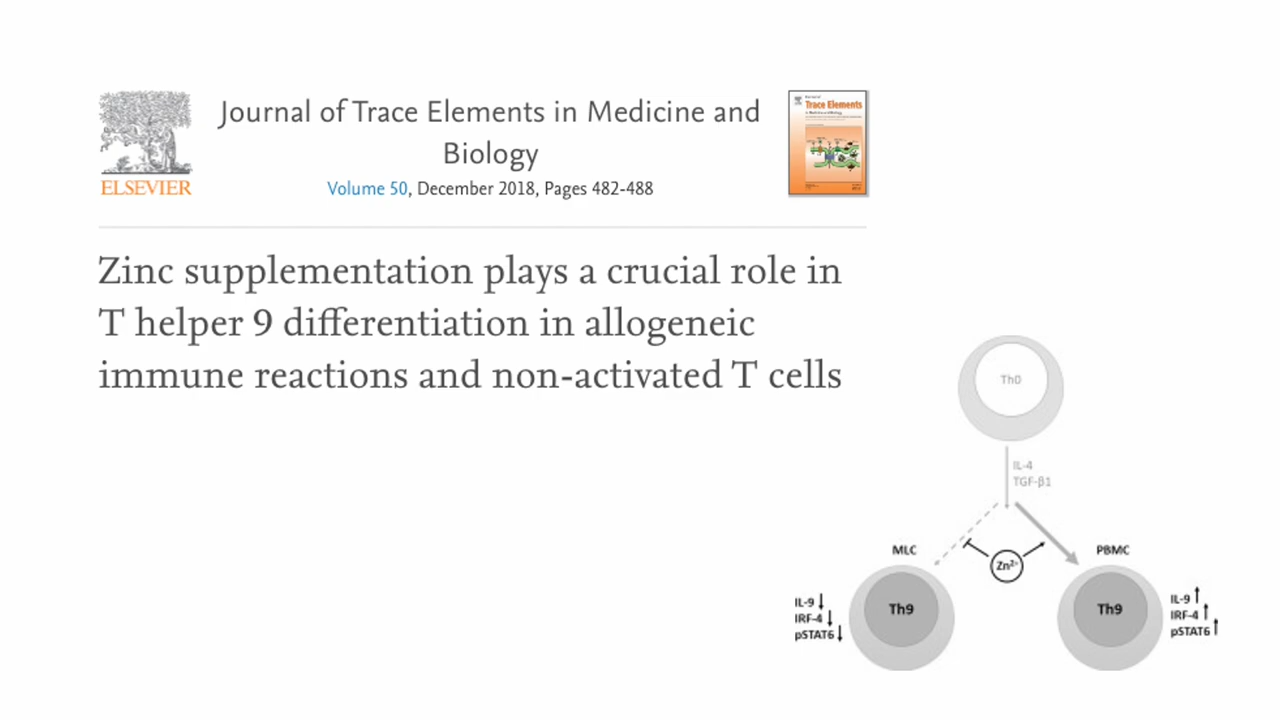 Journal of Trace Elements in Medicine and
Biology
Volume 50, December 2018, Pages 482-488
ELSEVIER
Trace Elements
Zinc supplementation plays a crucial role in
T helper 9 differentiation in allogeneic
immune reactions and non-activated T cells
Th0
IL-4
TGF-β1
MLC
PBMC
Zn²⁺
Th9
IL-9
IRF-4
pSTAT6
Th9
IL-9
IRF-4
pSTAT6